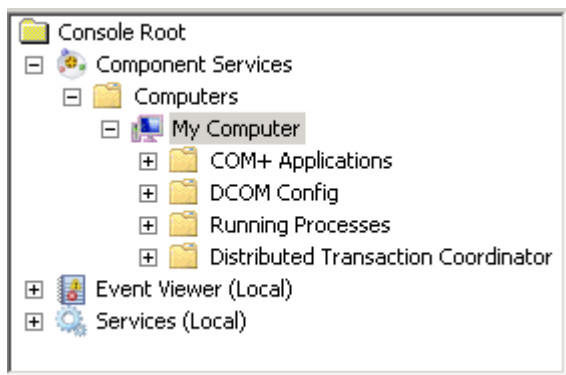 Console Root
Component Services
Computers
My Computer
COM+ Applications
DCOM Config
Running Processes
Distributed Transaction Coordinator
Event Viewer (Local)
Services (Local)